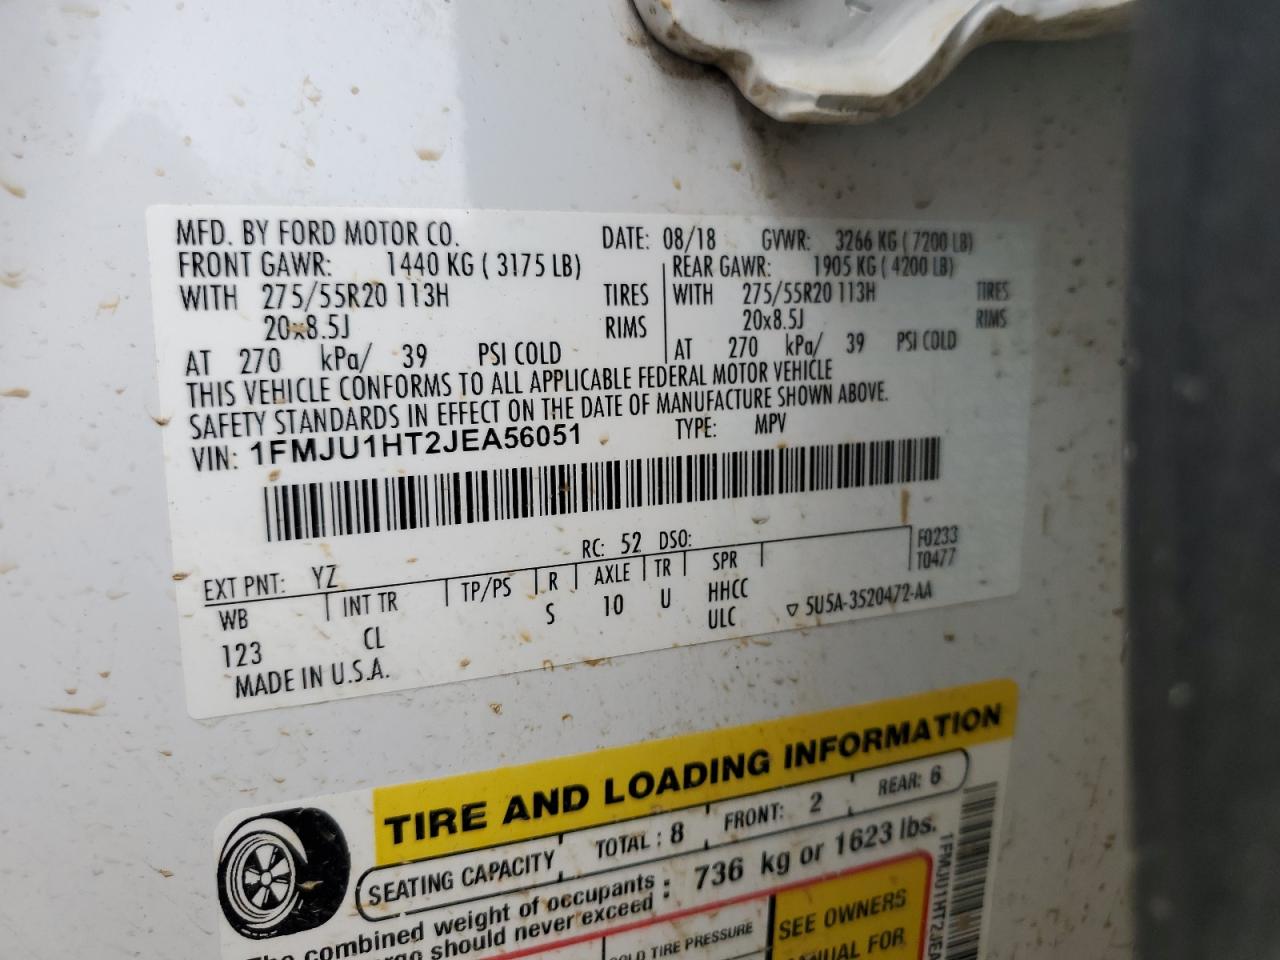 MFD. BY FORD MOTOR CO. DATE: 08/18 GVWR: 3266 KG ( 7200 LB)
FRONT GAWR: 1440 KG ( 3175 LB) REAR GAWR: 1905 KG ( 4200 LB)
WITH 275/55R20 113H TIRES WITH 275/55R20 113H TIRES
20x8.5J RIMS 20x8.5J RIMS
AT 270 kPa/ 39 PSI COLD AT 270 kPa/ 39 PSI COLD
THIS VEHICLE CONFORMS TO ALL APPLICABLE FEDERAL MOTOR VEHICLE
SAFETY STANDARDS IN EFFECT ON THE DATE OF MANUFACTURE SHOWN ABOVE.
VIN: 1FMJU1HT2JEA56051 TYPE: MPV
EXT PNT: YZ RC: 52 DSO: F0233
WB INT TR TP/PS R AXLE TR SPR T0477
123 CL S 10 U HHCC 5U5A-3520472-AA
ULC
MADE IN U.S.A.
TIRE AND LOADING INFORMATION
SEATING CAPACITY TOTAL : 8 FRONT: 2 REAR: 6
The combined weight of occupants : 736 kg or 1623 lbs.
should never exceed
TIRE PRESSURE SEE OWNERS
FOR
1FMJU1HT2JEA